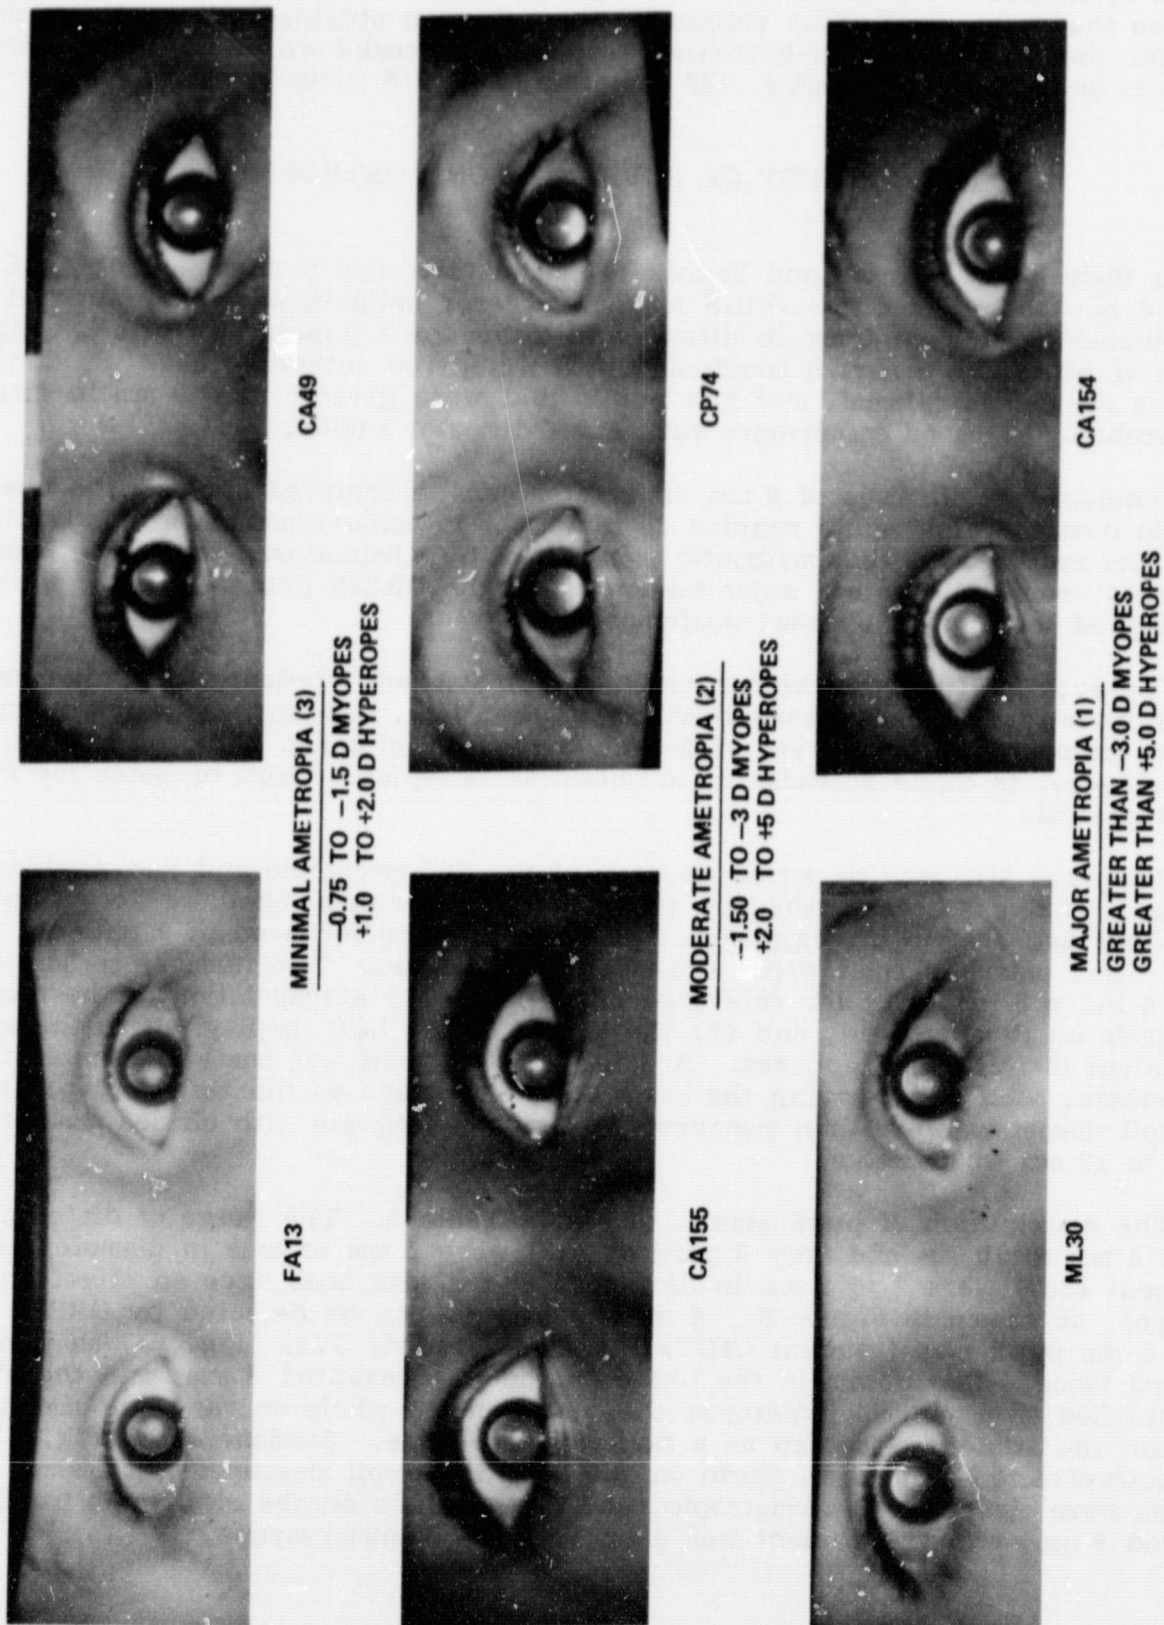 FA13
CA49
MINIMAL AMETROPIA (3)
−0.75 TO −1.5 D MYOPES
+1.0 TO +2.0 D HYPEROPES
CA155
CP74
MODERATE AMETROPIA (2)
−1.50 TO −3 D MYOPES
+2.0 TO +5 D HYPEROPES
ML30
CA154
MAJOR AMETROPIA (1)
GREATER THAN −3.0 D MYOPES
GREATER THAN +5.0 D HYPEROPES